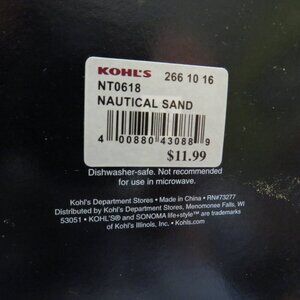 KOHL'S 266 10 16
NT0618
NAUTICAL SAND
4 00880 43088 9
$11.99
Dishwasher-safe. Not recommended
for use in microwave.
Kohl's Department Stores • Made in China • RN#73277
Distributed by Kohl's Department Stores, Menomonee Falls, WI
53051 • KOHL'S® and SONOMA life+style™ are trademarks
of Kohl's Illinois, Inc. • Kohls.com